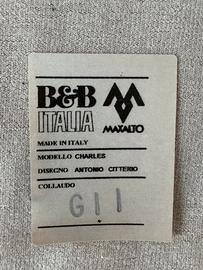 B&B
ITALIA
MAXALTO
MADE IN ITALY
MODELLO CHARLES
DISEGNO ANTONIO CITTERIO
COLLAUDO
G11